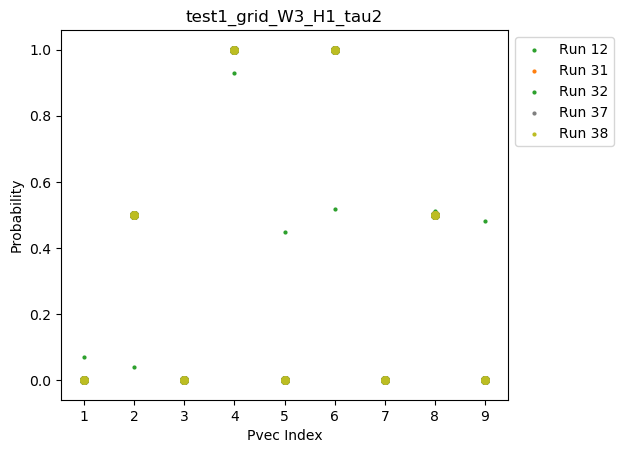 test1_grid_W3_H1_tau2
1.0
0.8
0.6
0.4
0.2
0.0
Probability
1 2 3 4 5 6 7 8 9
Pvec Index
Run 12
Run 31
Run 32
Run 37
Run 38